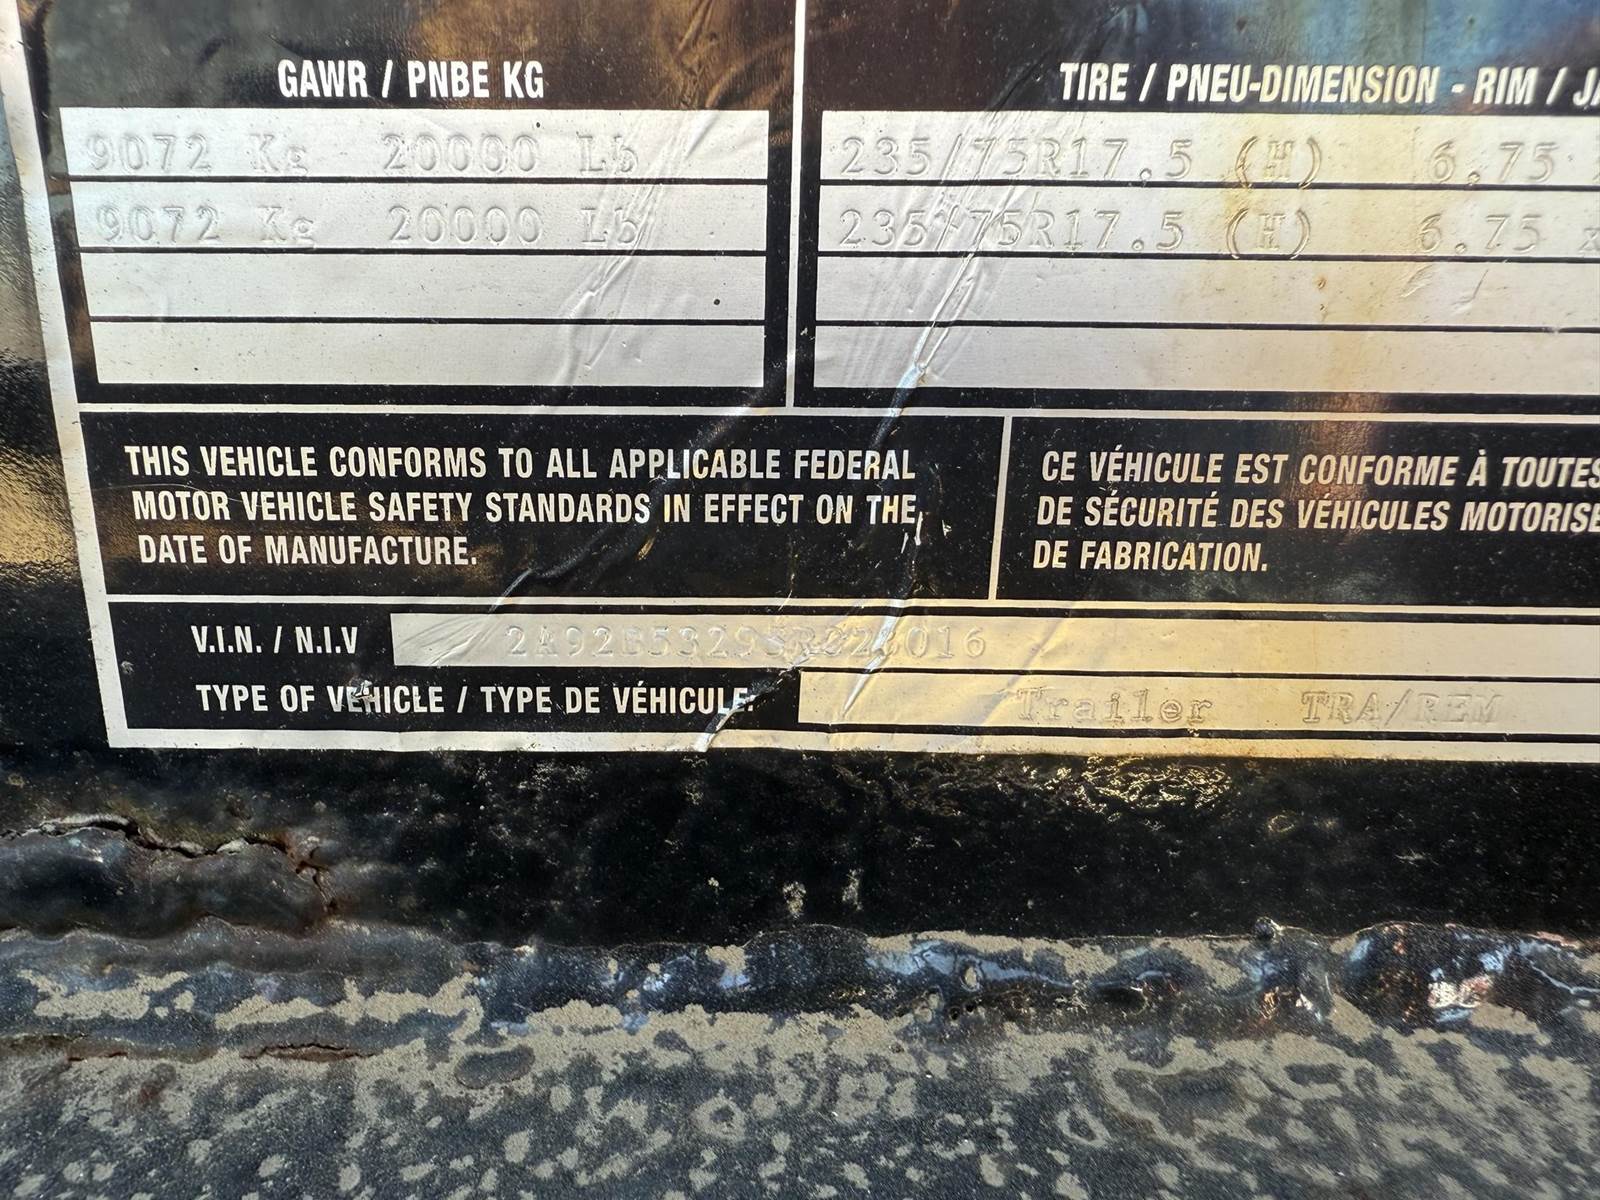 GAWR / PNBE KG
TIRE / PNEU-DIMENSION - RIM / JA
9072 Kg 20000 Lb
235/75R17.5 (H) 6.75 x
9072 Kg 20000 Lb
235/75R17.5 (H) 6.75 x
THIS VEHICLE CONFORMS TO ALL APPLICABLE FEDERAL
MOTOR VEHICLE SAFETY STANDARDS IN EFFECT ON THE
DATE OF MANUFACTURE.
CE VÉHICULE EST CONFORME À TOUTES
DE SÉCURITÉ DES VÉHICULES MOTORISÉ
DE FABRICATION.
V.I.N. / N.I.V
TYPE OF VEHICLE / TYPE DE VÉHICULE:
Trailer TRA/REM